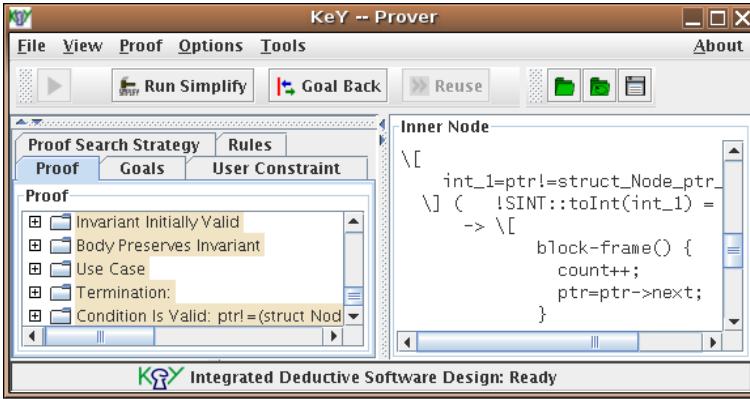 KeY -- Prover
File View Proof Options Tools About
Run Simplify Goal Back Reuse
Proof Search Strategy Rules
Proof Goals User Constraint
Proof
Invariant Initially Valid
Body Preserves Invariant
Use Case
Termination:
Condition Is Valid: ptr!=(struct Nod
Inner Node
\[
int_1=ptr!=struct_Node_ptr_
\] ( !SINT::toInt(int_1) =
-> \[
block-frame() {
count++;
ptr=ptr->next;
}
KeY Integrated Deductive Software Design: Ready